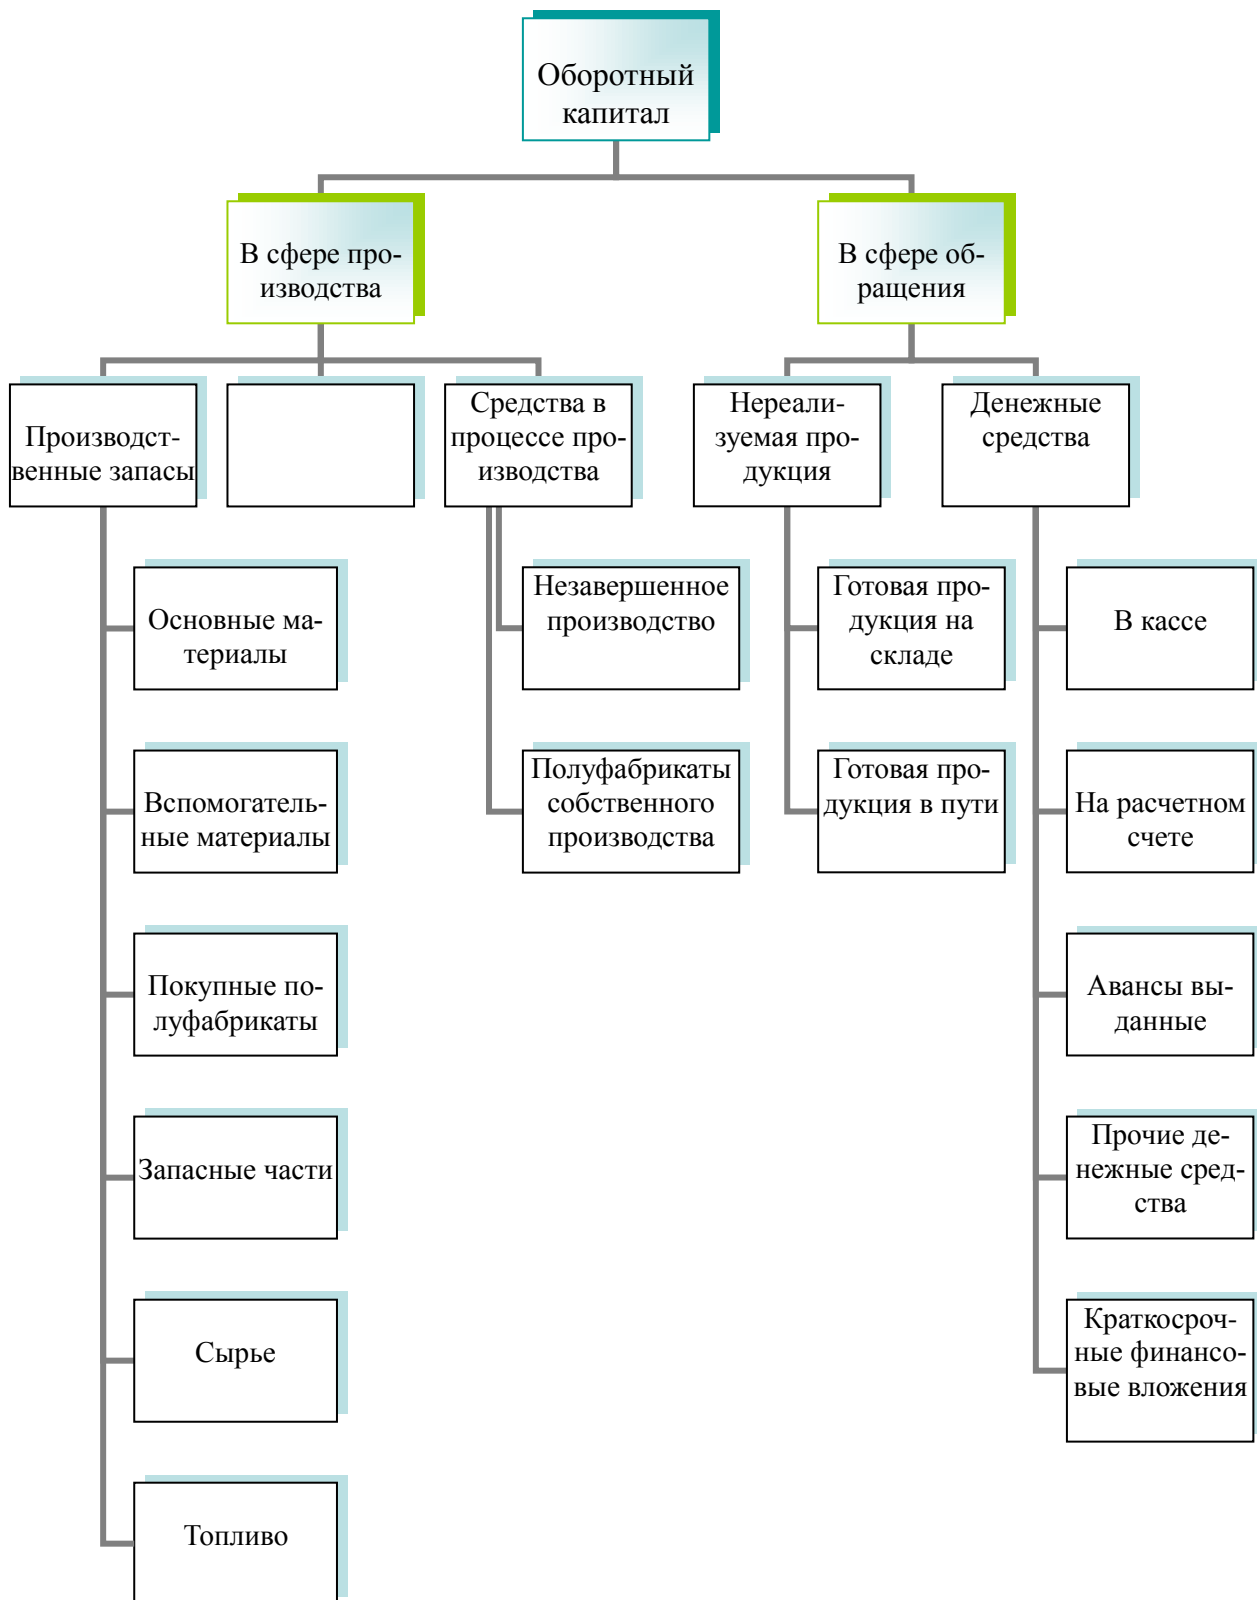 Оборотный
капитал
В сфере про-
изводства
В сфере об-
ращения
Производст-
венные запасы
Средства в
процессе про-
изводства
Нереали-
зуемая про-
дукция
Денежные
средства
Основные ма-
териалы
Незавершенное
производство
Готовая про-
дукция на
складе
В кассе
Вспомогатель-
ные материалы
Полуфабрикаты
собственного
производства
Готовая про-
дукция в пути
На расчетном
счете
Покупные по-
луфабрикаты
Авансы вы-
данные
Запасные части
Прочие де-
нежные сред-
ства
Сырье
Краткосроч-
ные финансо-
вые вложения
Топливо